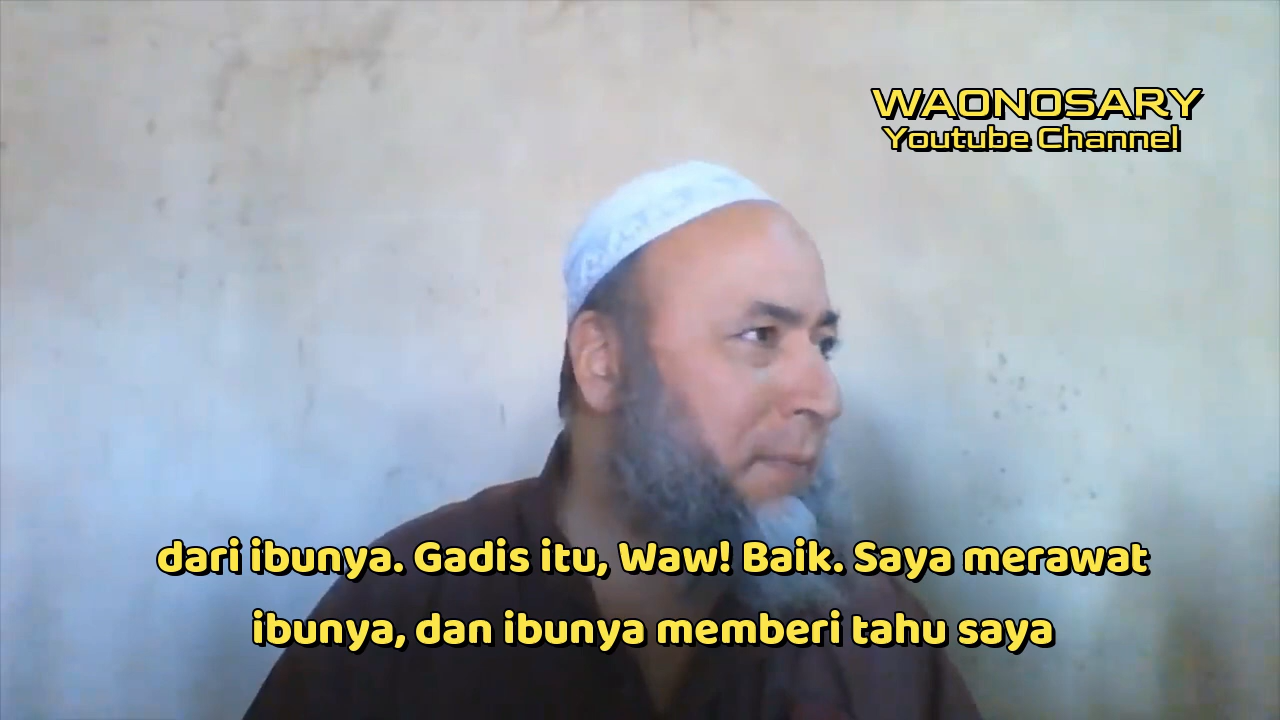 WAONOSARY
Youtube Channel
dari ibunya. Gadis itu, Waw! Baik. Saya merawat
ibunya, dan ibunya memberi tahu saya